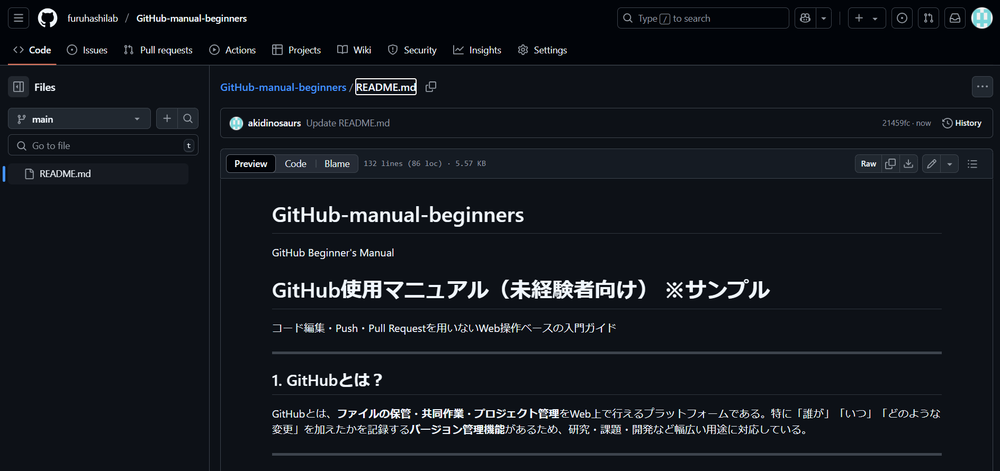 furuhashilab / GitHub-manual-beginners
Type / to search
Code Issues Pull requests Actions Projects Wiki Security Insights Settings
Files
main
Go to file
t
README.md
GitHub-manual-beginners / README.md
akidinosaurs Update README.md
21459fc · now History
Preview Code Blame 132 lines (86 loc) · 5.57 KB
Raw
GitHub-manual-beginners
GitHub Beginner's Manual
GitHub使用マニュアル（未経験者向け） ※サンプル
コード編集・Push・Pull Requestを用いないWeb操作ベースの入門ガイド
1. GitHubとは？
GitHubとは、ファイルの保管・共同作業・プロジェクト管理をWeb上で行えるプラットフォームである。特に「誰が」「いつ」「どのような
変更」を加えたかを記録するバージョン管理機能があるため、研究・課題・開発など幅広い用途に対応している。